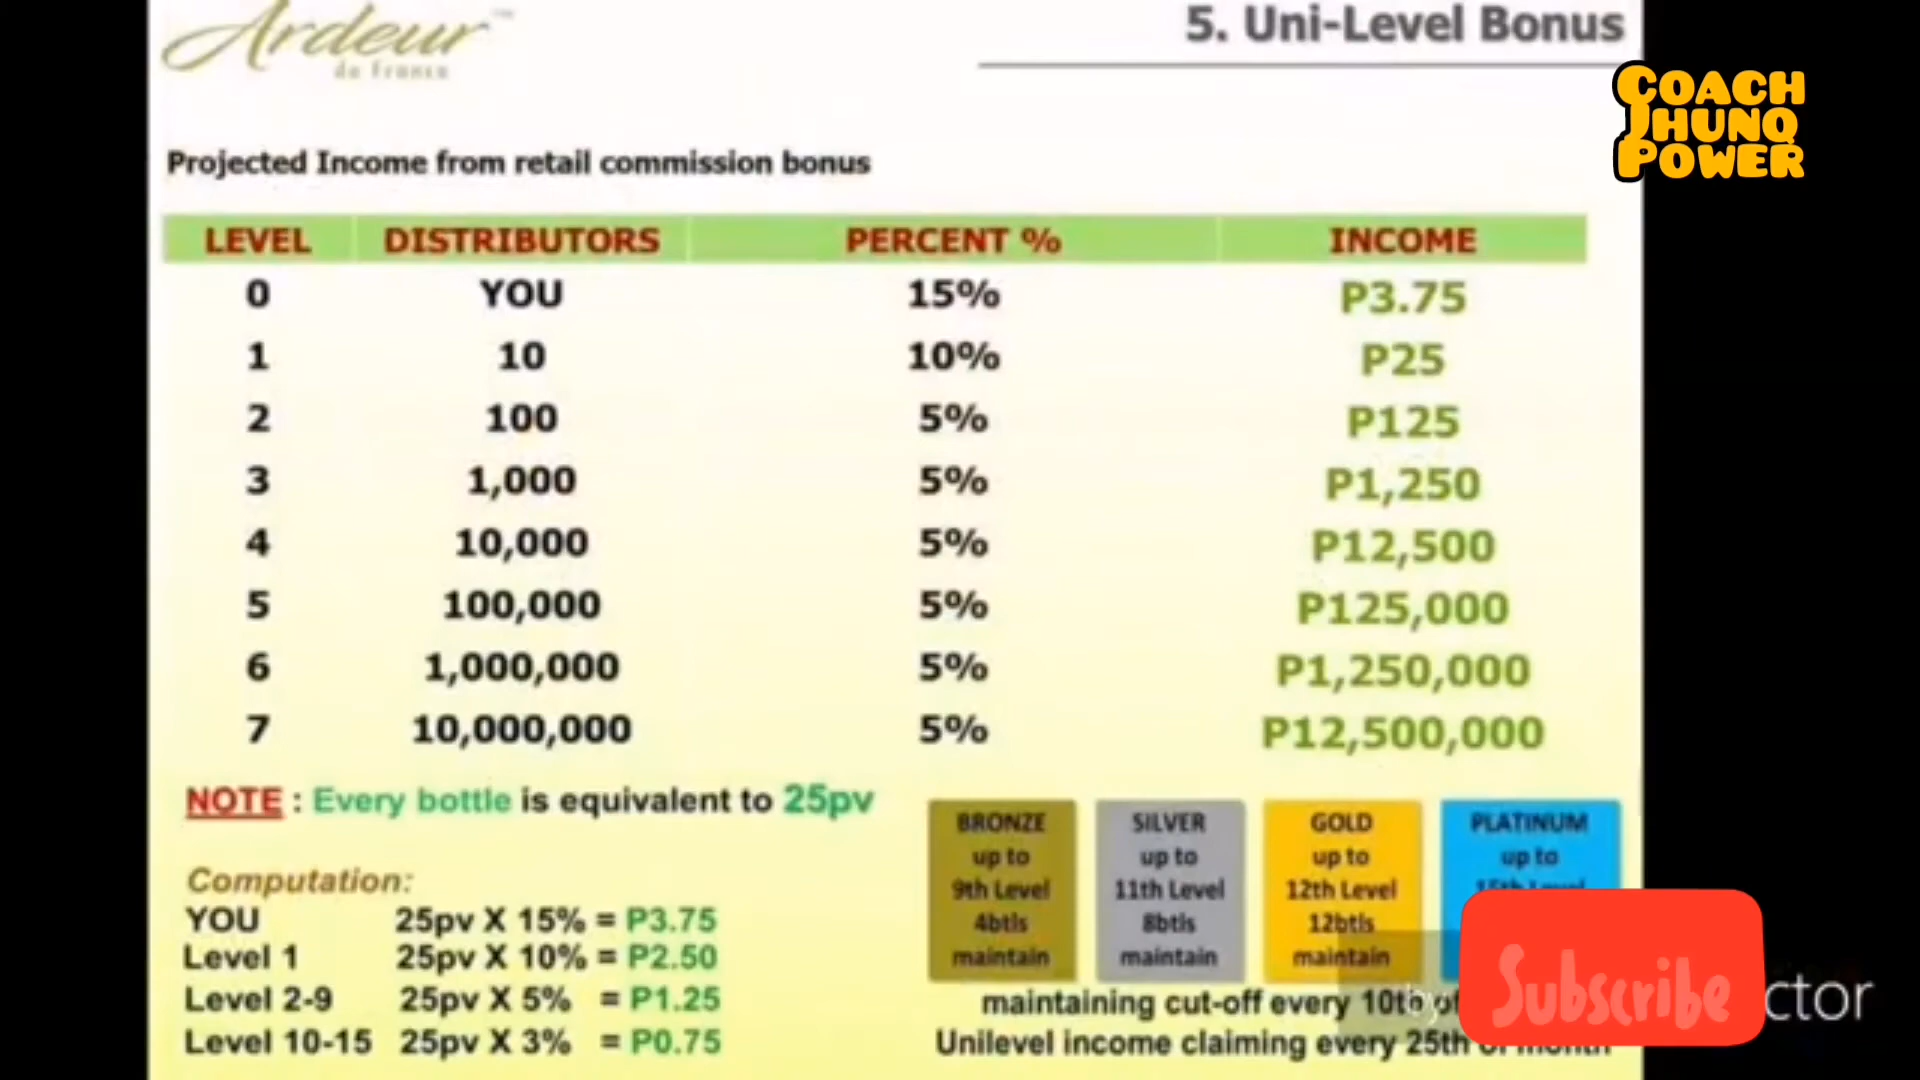 Ardeur™
de France
5. Uni-Level Bonus
COACH
JHUNQ
POWER
Projected Income from retail commission bonus
LEVEL DISTRIBUTORS PERCENT % INCOME
0 YOU 15% P3.75
1 10 10% P25
2 100 5% P125
3 1,000 5% P1,250
4 10,000 5% P12,500
5 100,000 5% P125,000
6 1,000,000 5% P1,250,000
7 10,000,000 5% P12,500,000
NOTE : Every bottle is equivalent to 25pv
Computation:
YOU 25pv X 15% = P3.75
Level 1 25pv X 10% = P2.50
Level 2-9 25pv X 5% = P1.25
Level 10-15 25pv X 3% = P0.75
BRONZE
up to
9th Level
4btls
maintain
SILVER
up to
11th Level
8btls
maintain
GOLD
up to
12th Level
12btls
maintain
PLATINUM
up to
15th Level
maintaining cut-off every 10th of
Unilevel income claiming every 25th of month
Subscribe
ctor